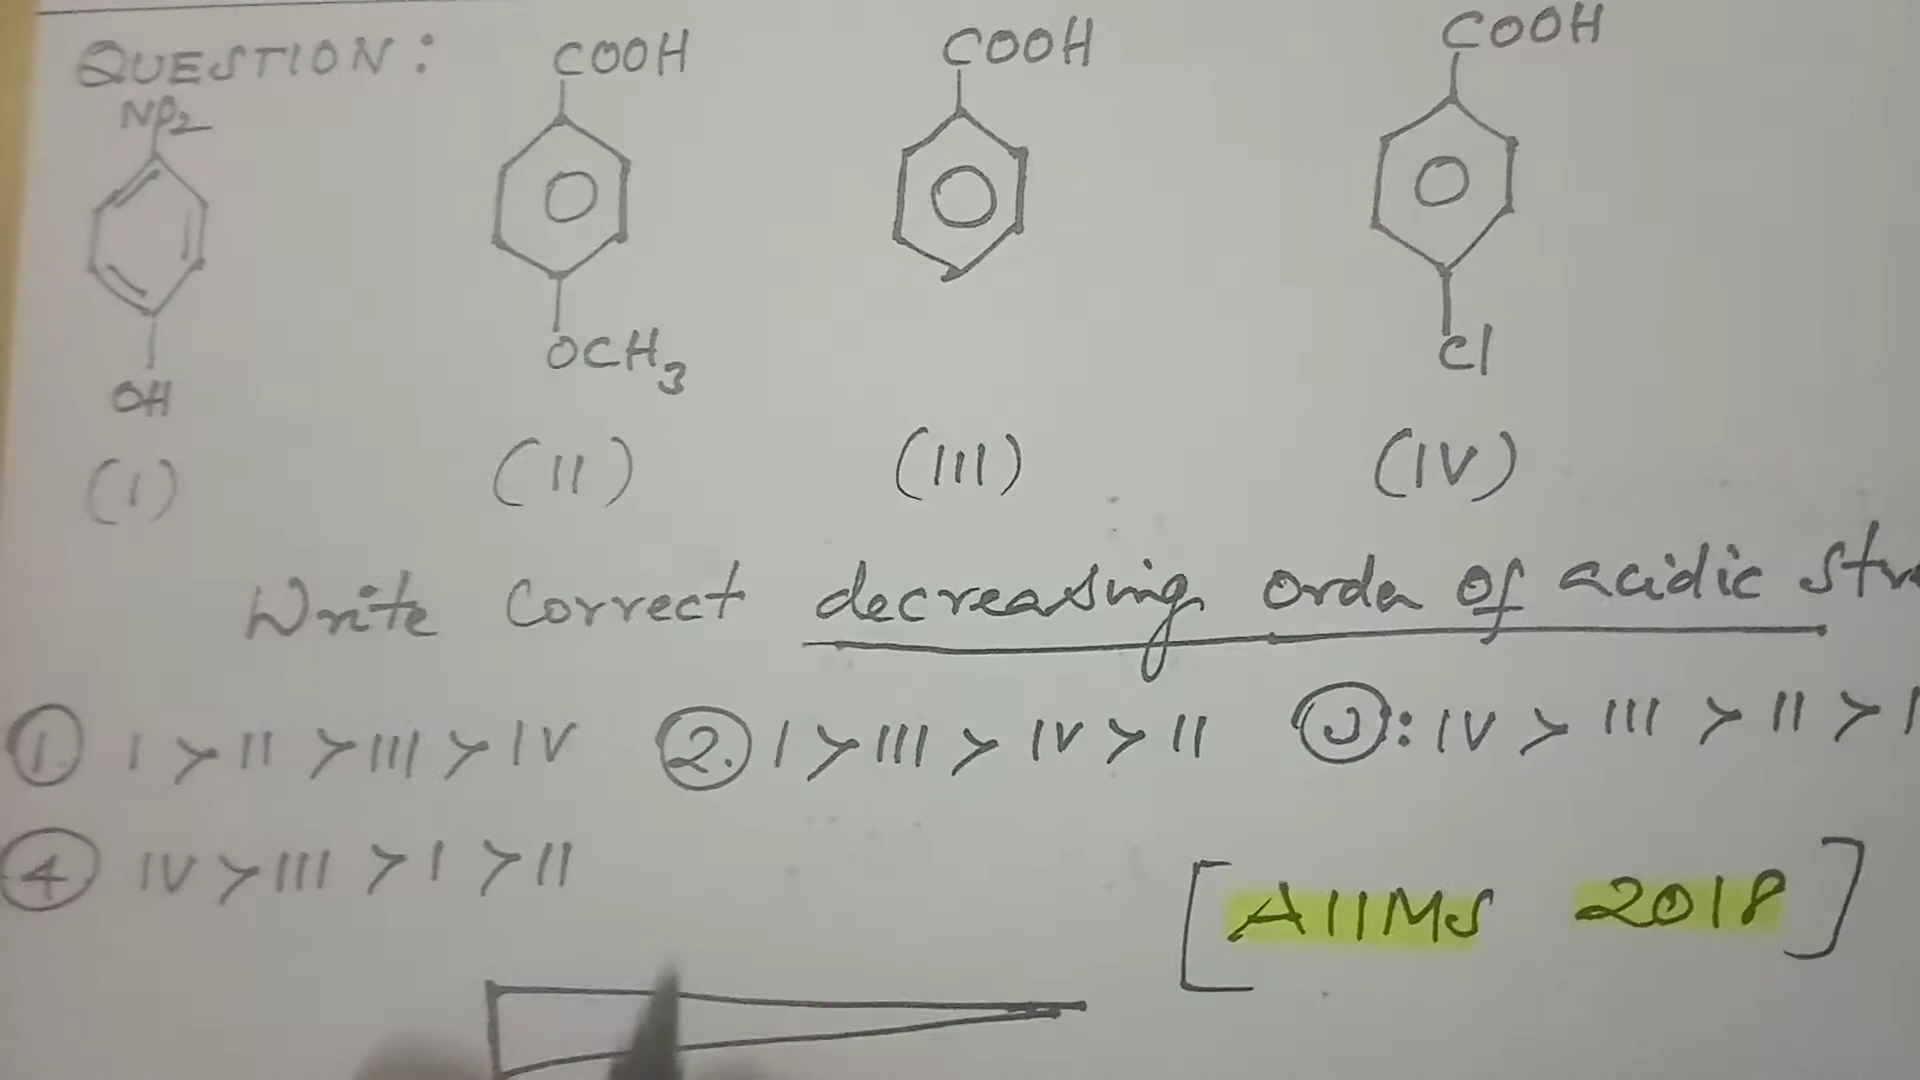 QUESTION:
COOH COOH COOH
NO2
OCH3 Cl
OH
(I) (II) (III) (IV)
Write Correct decreasing order of acidic
1. I > II > III > IV 2. I > III > IV > II 3: IV > III > II > I
4 IV > III > I > II
[AIIMS 2018]